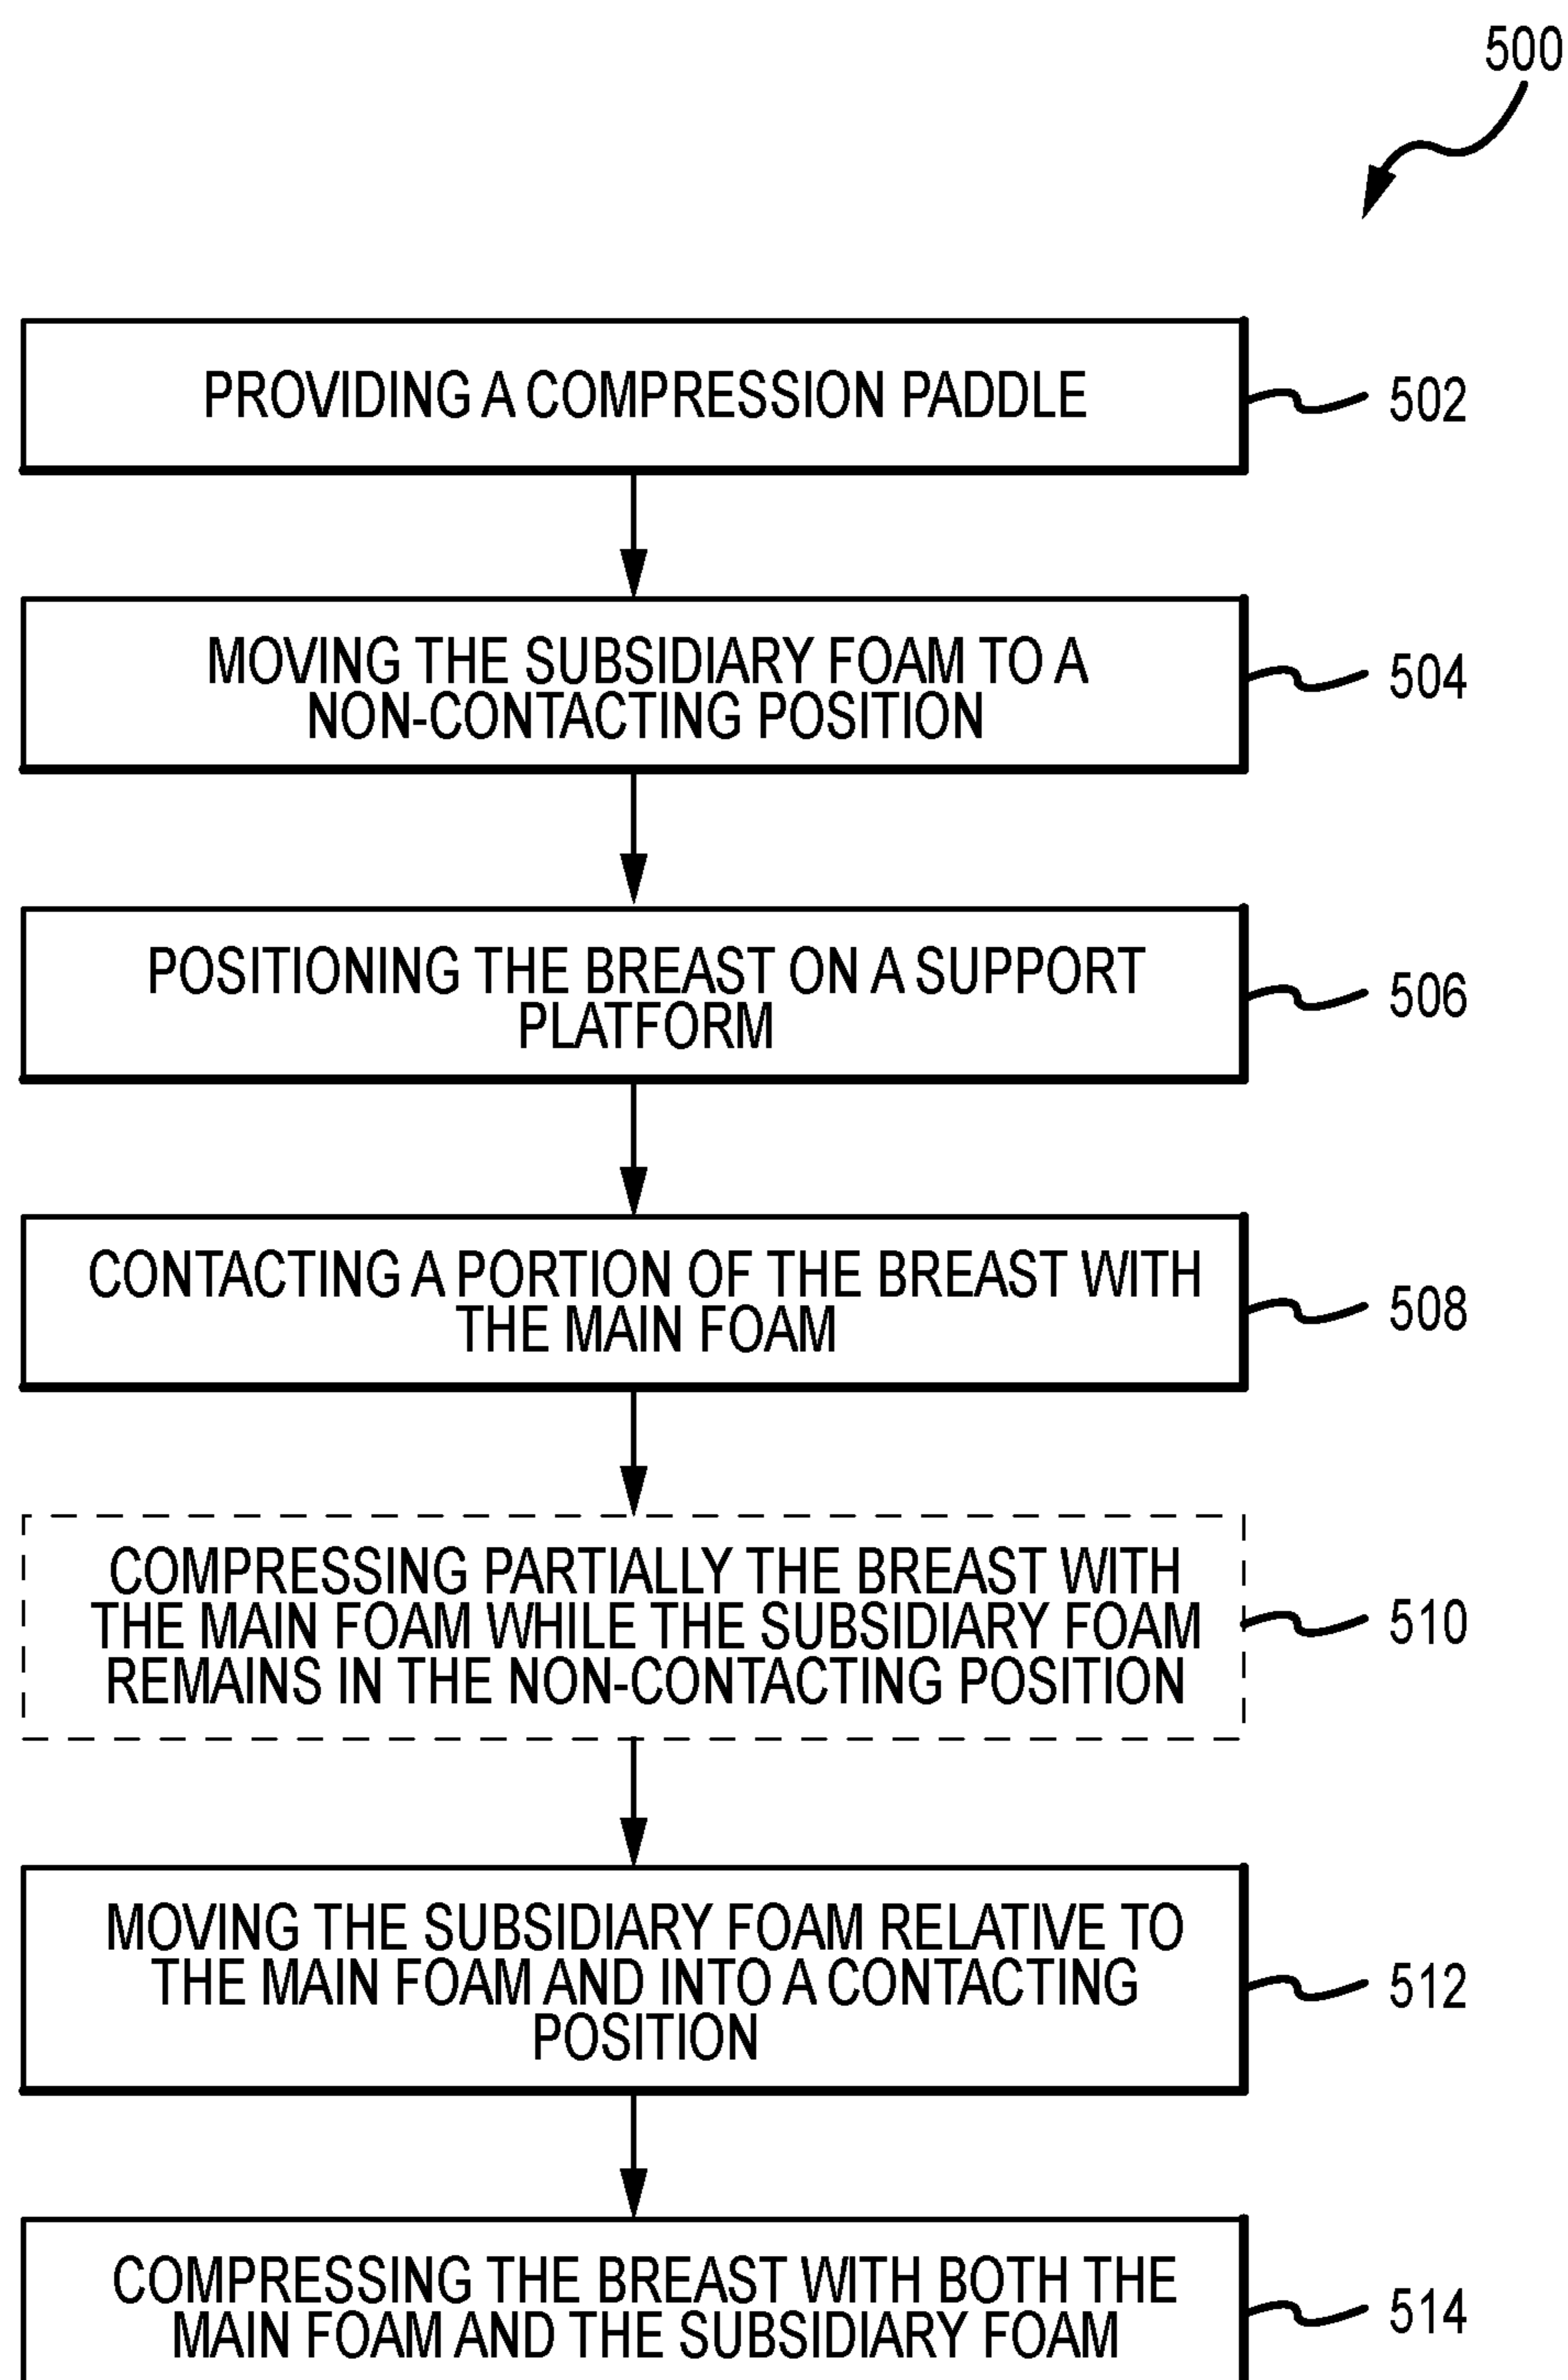 500
PROVIDING A COMPRESSION PADDLE
502
MOVING THE SUBSIDIARY FOAM TO A
NON-CONTACTING POSITION
504
POSITIONING THE BREAST ON A SUPPORT
PLATFORM
506
CONTACTING A PORTION OF THE BREAST WITH
THE MAIN FOAM
508
COMPRESSING PARTIALLY THE BREAST WITH
THE MAIN FOAM WHILE THE SUBSIDIARY FOAM
REMAINS IN THE NON-CONTACTING POSITION
510
MOVING THE SUBSIDIARY FOAM RELATIVE TO
THE MAIN FOAM AND INTO A CONTACTING
POSITION
512
COMPRESSING THE BREAST WITH BOTH THE
MAIN FOAM AND THE SUBSIDIARY FOAM
514